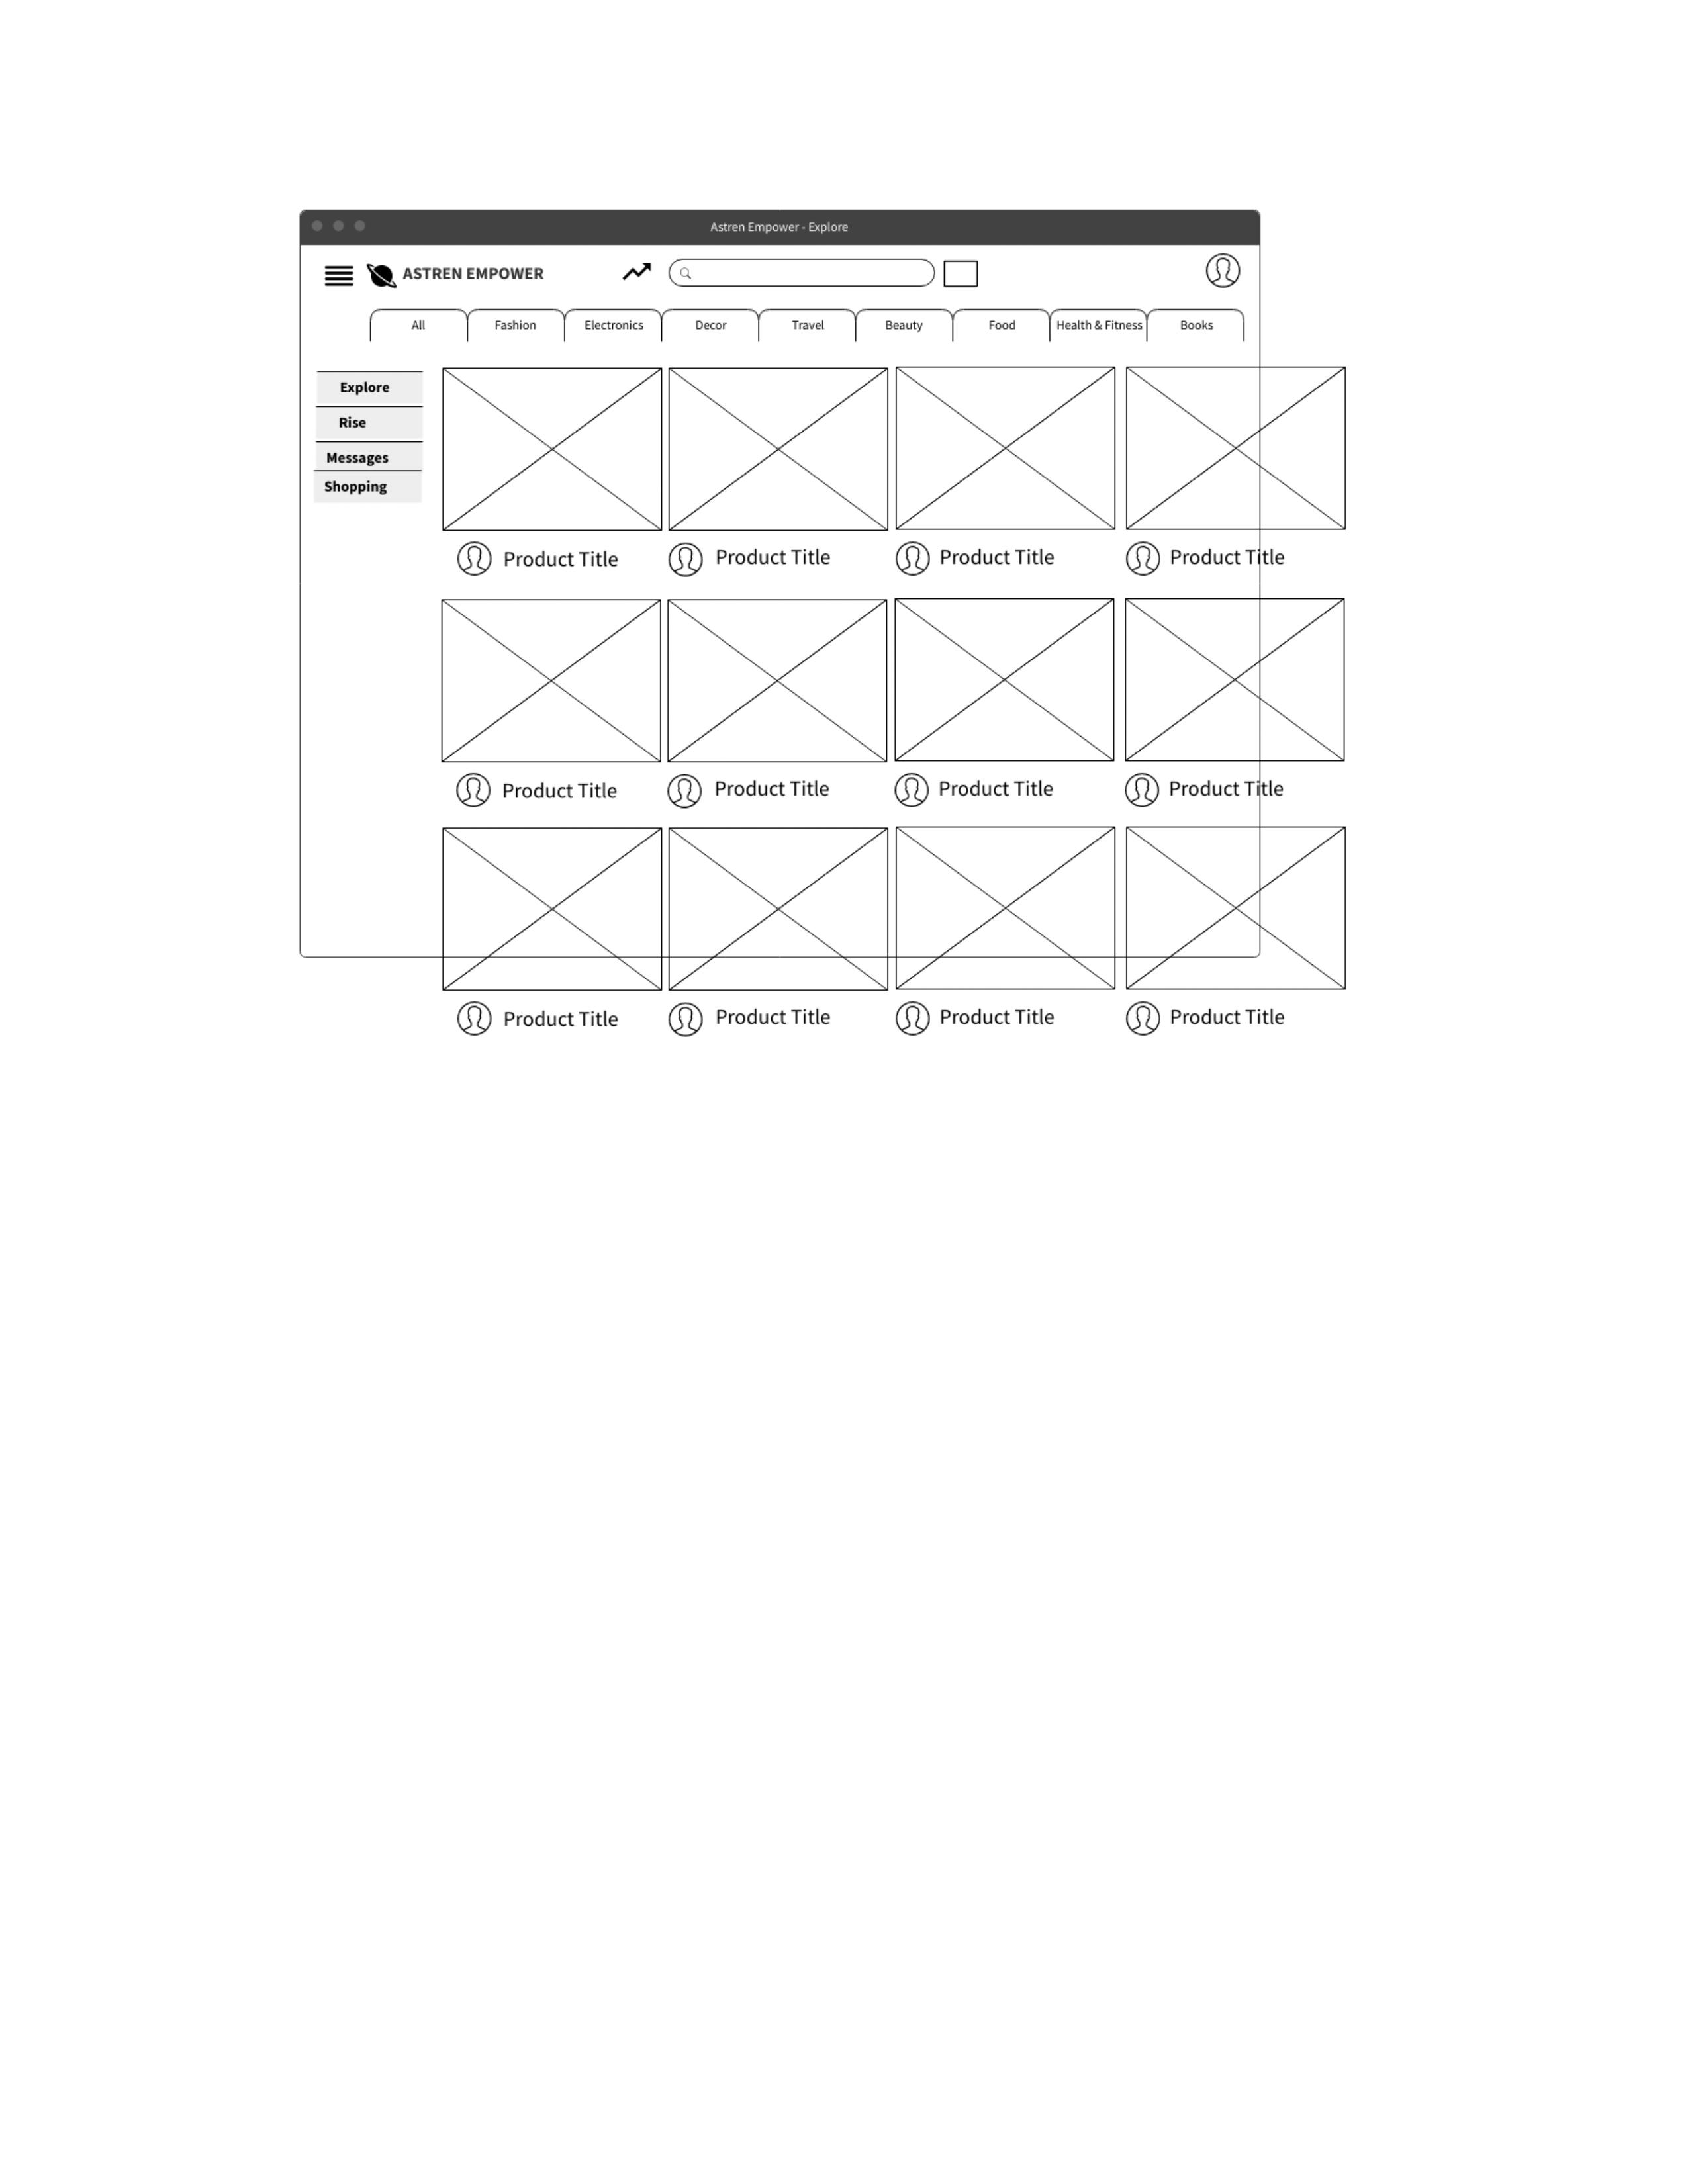 Astren Empower - Explore
ASTREN EMPOWER
All Fashion Electronics Decor Travel Beauty Food Health & Fitness Books
Explore
Rise
Messages
Shopping
Product Title Product Title Product Title Product Title
Product Title Product Title Product Title Product Title
Product Title Product Title Product Title Product Title